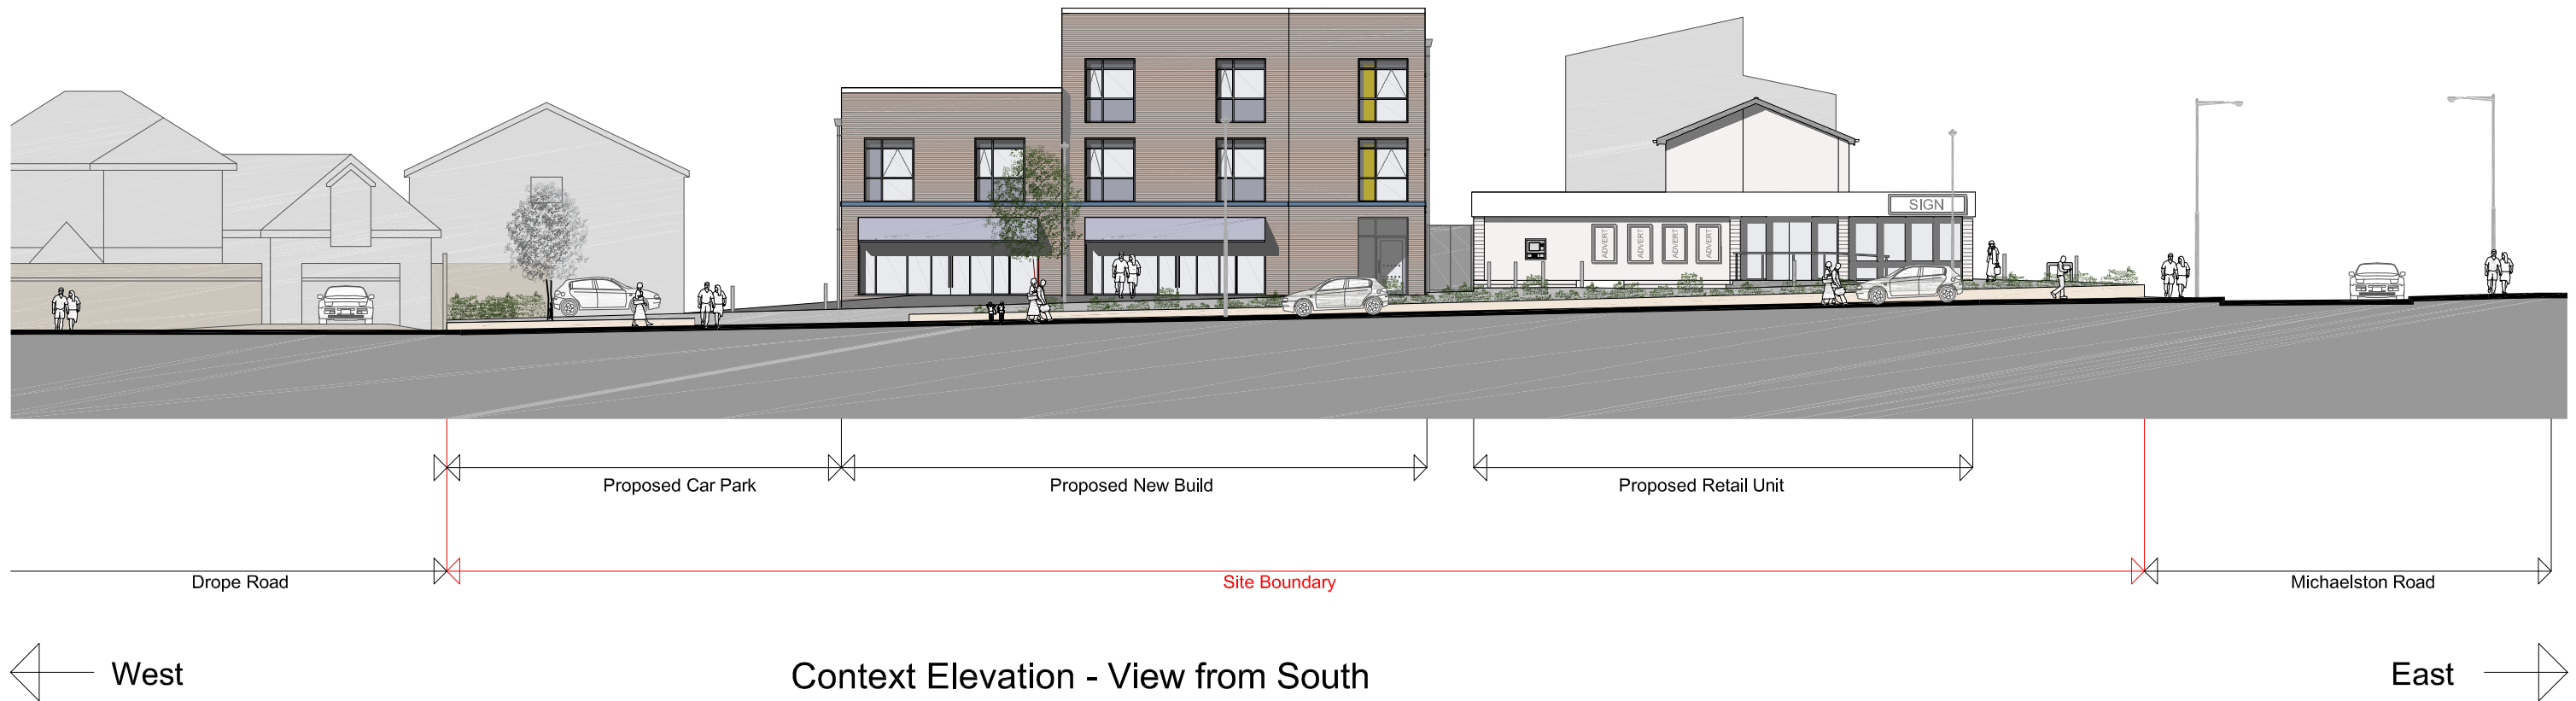 SIGN
ADVERT
ADVERT
ADVERT
ADVERT
Proposed Car Park
Proposed New Build
Proposed Retail Unit
Drope Road
Site Boundary
Michaelston Road
West
Context Elevation - View from South
East